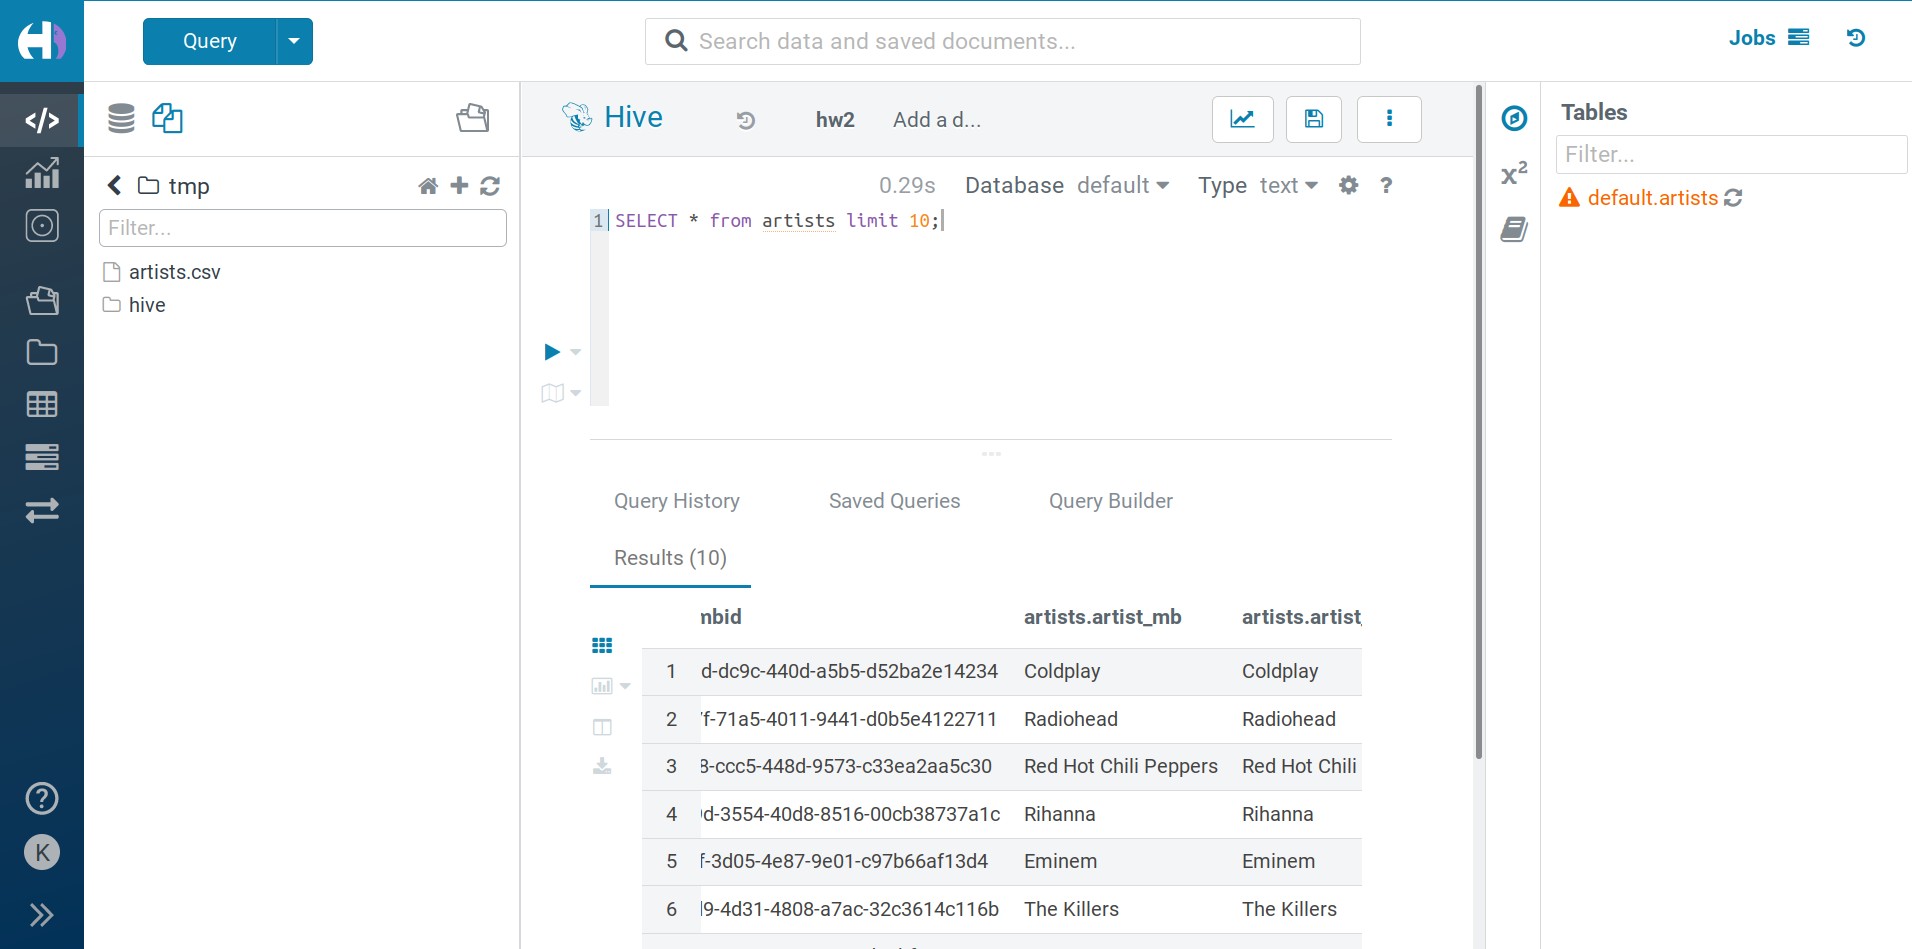 Query
Search data and saved documents...
Jobs
Hive
hw2
Add a d...
Tables
Filter...
default.artists
tmp
Filter...
artists.csv
hive
0.29s Database default Type text ?
1 SELECT * from artists limit 10;
x2
Query History Saved Queries Query Builder
Results (10)
mbid artists.artist_mb artists.artist_
1 d-dc9c-440d-a5b5-d52ba2e14234 Coldplay Coldplay
2 f-71a5-4011-9441-d0b5e4122711 Radiohead Radiohead
3 8-ccc5-448d-9573-c33ea2aa5c30 Red Hot Chili Peppers Red Hot Chili
4 d-3554-40d8-8516-00cb38737a1c Rihanna Rihanna
5 f-3d05-4e87-9e01-c97b66af13d4 Eminem Eminem
6 9-4d31-4808-a7ac-32c3614c116b The Killers The Killers
?
K